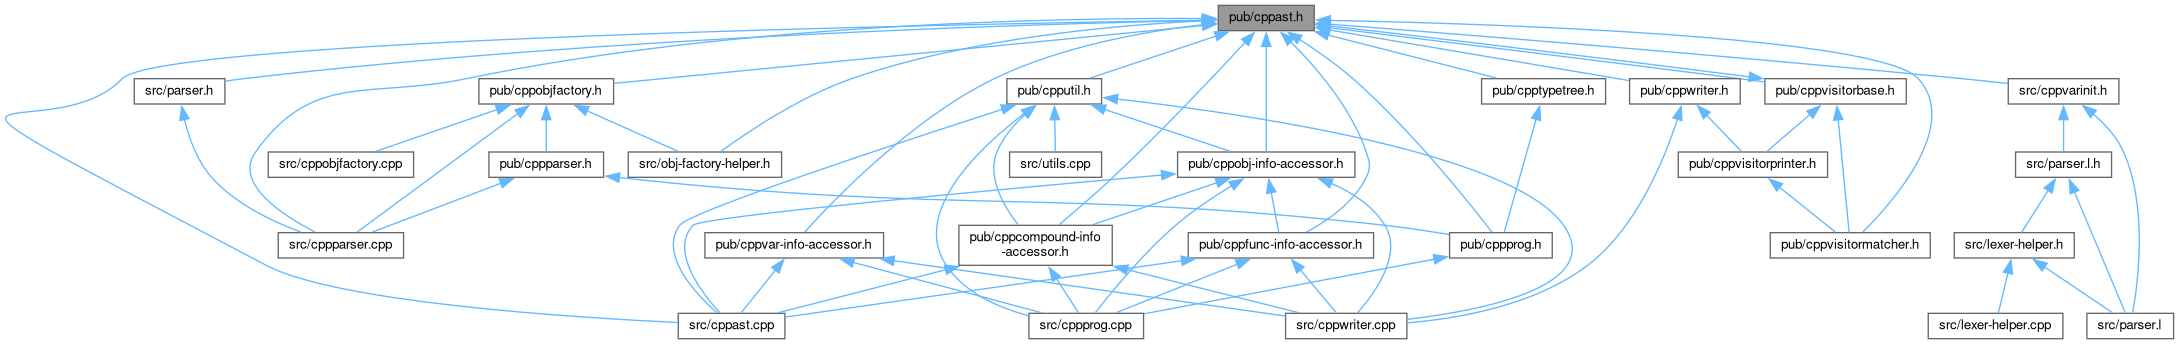 pub/cppast.h
src/parser.h
pub/cppobjfactory.h
pub/cpputil.h
pub/cpptypetree.h
pub/cppwriter.h
pub/cppvisitorbase.h
src/cppvarinit.h
src/cppobjfactory.cpp
pub/cppparser.h
src/obj-factory-helper.h
src/utils.cpp
pub/cppobj-info-accessor.h
pub/cppvisitorprinter.h
src/parser.l.h
src/cppparser.cpp
pub/cppvar-info-accessor.h
pub/cppcompound-info
-accessor.h
pub/cppfunc-info-accessor.h
pub/cppprog.h
pub/cppvisitormatcher.h
src/lexer-helper.h
src/cppast.cpp
src/cppprog.cpp
src/cppwriter.cpp
src/lexer-helper.cpp
src/parser.l